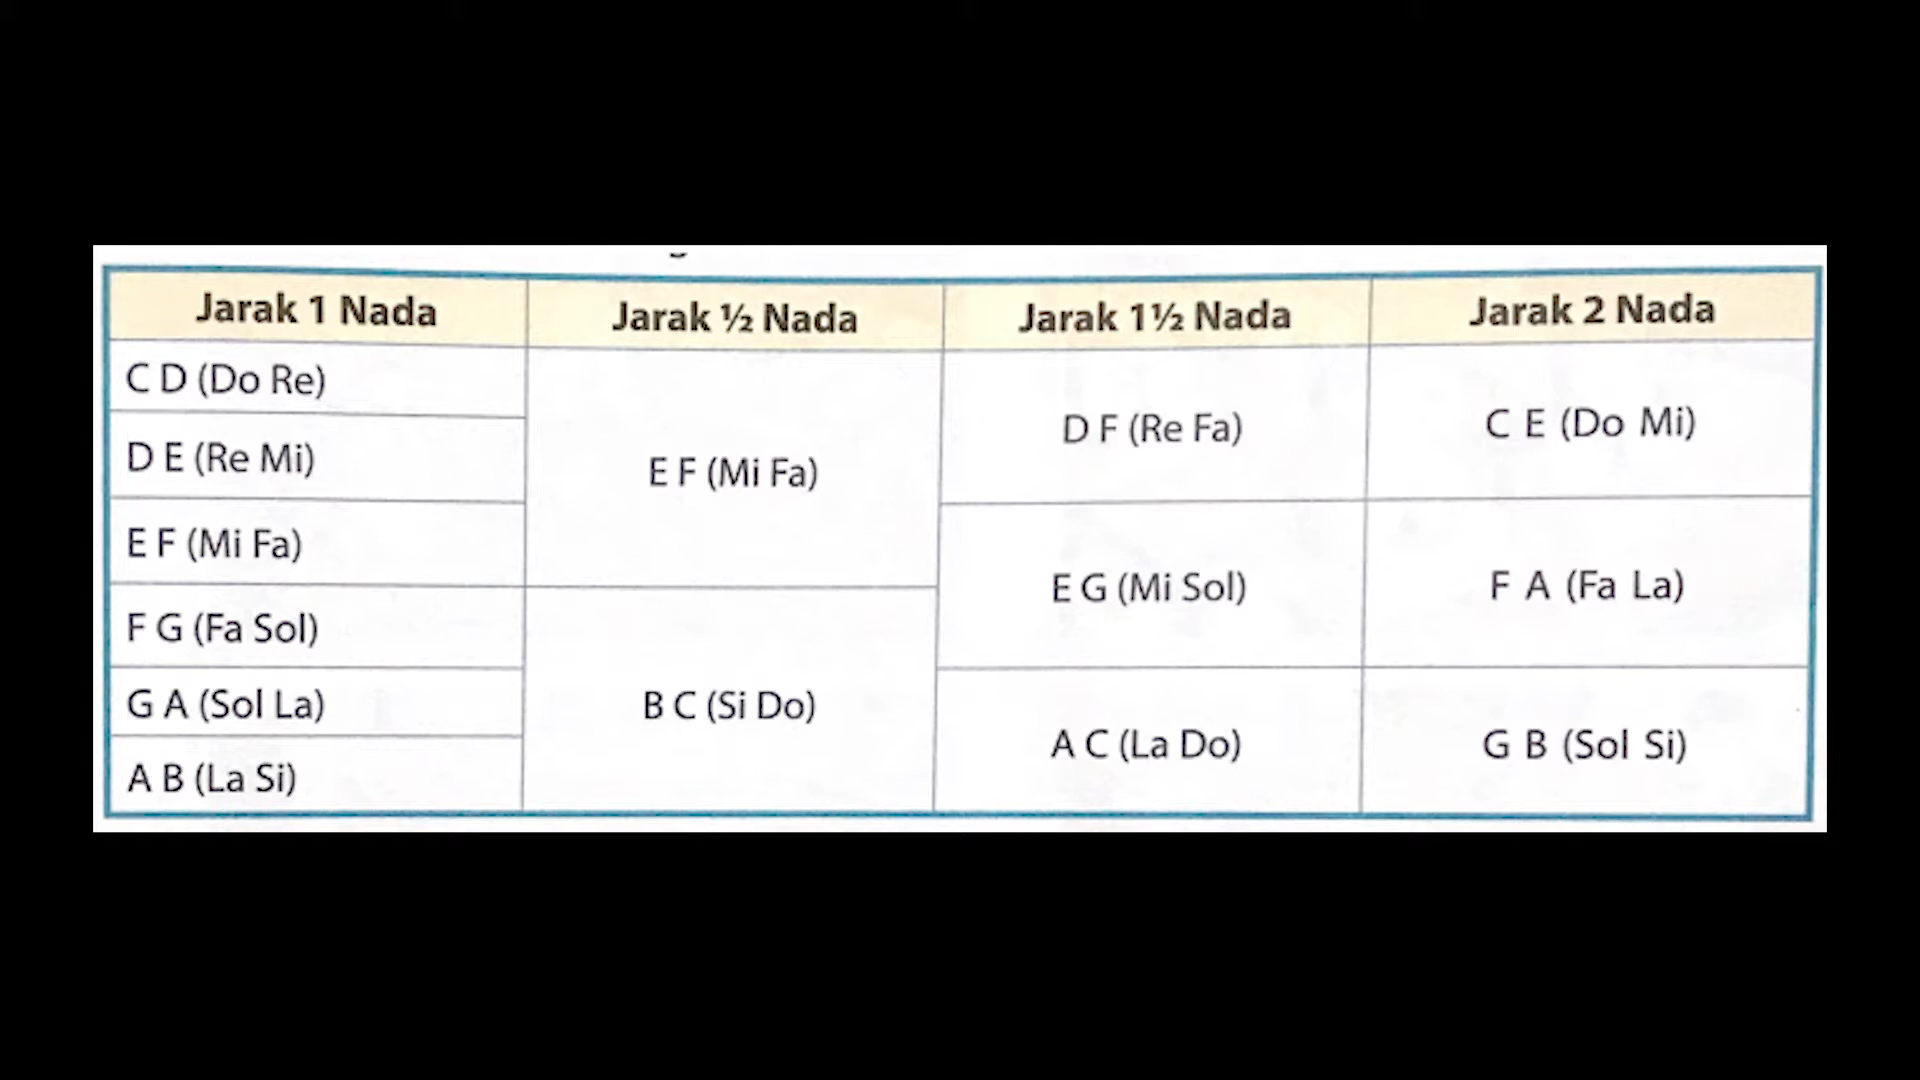 Jarak 1 Nada Jarak ½ Nada Jarak 1½ Nada Jarak 2 Nada
C D (Do Re)
D E (Re Mi)
E F (Mi Fa)
F G (Fa Sol)
G A (Sol La)
A B (La Si)
E F (Mi Fa)
B C (Si Do)
D F (Re Fa)
E G (Mi Sol)
A C (La Do)
C E (Do Mi)
F A (Fa La)
G B (Sol Si)